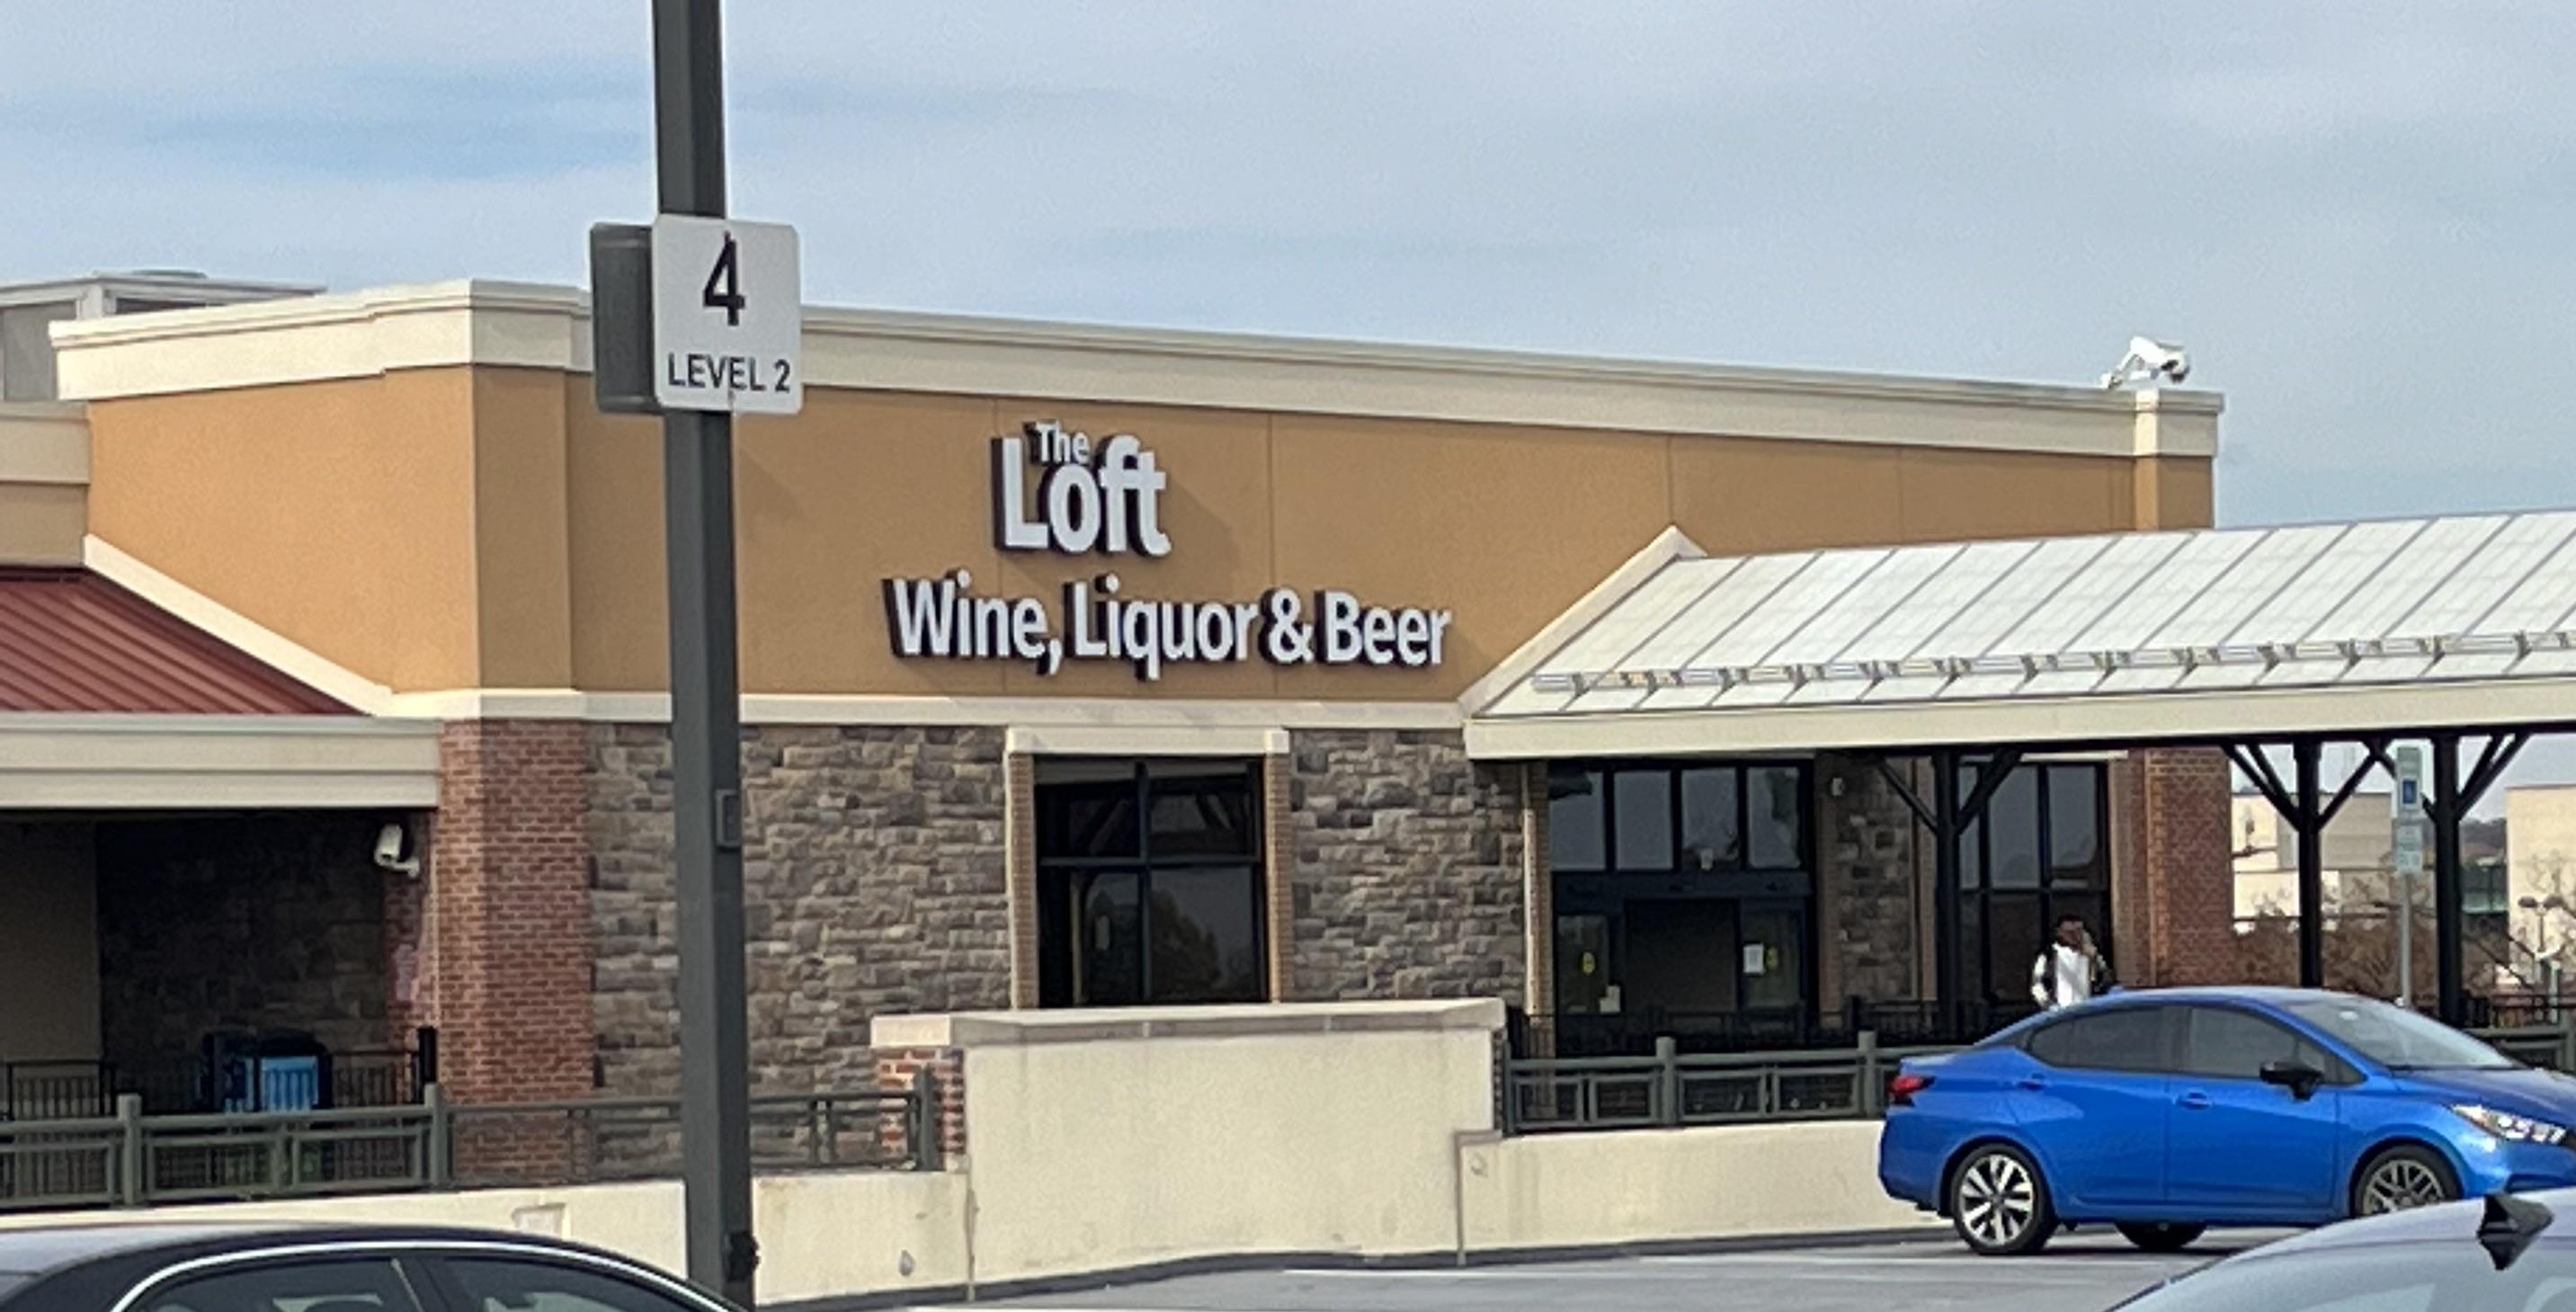 4
LEVEL 2
The
Loft
Wine, Liquor & Beer